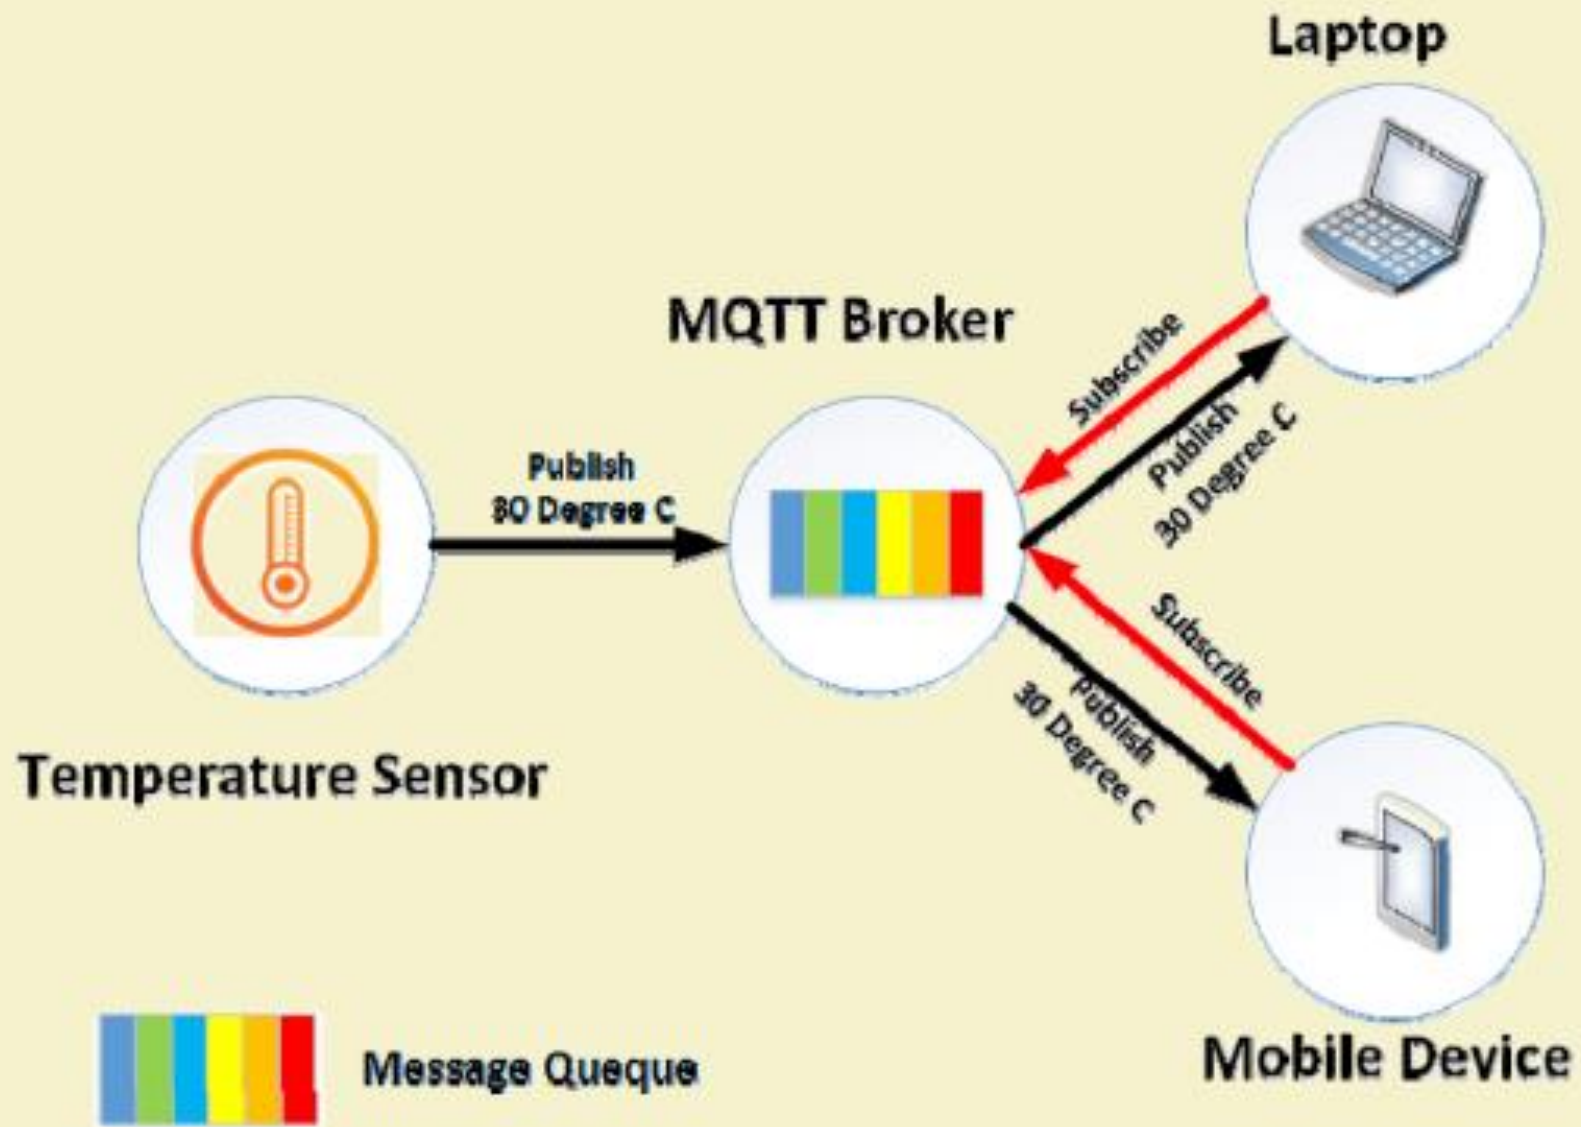 Laptop
MQTT Broker
Subscribe
Publish
30 Degree C
Publish
30 Degree C
Subscribe
Publish
30 Degree C
Temperature Sensor
Mobile Device
Message Queque